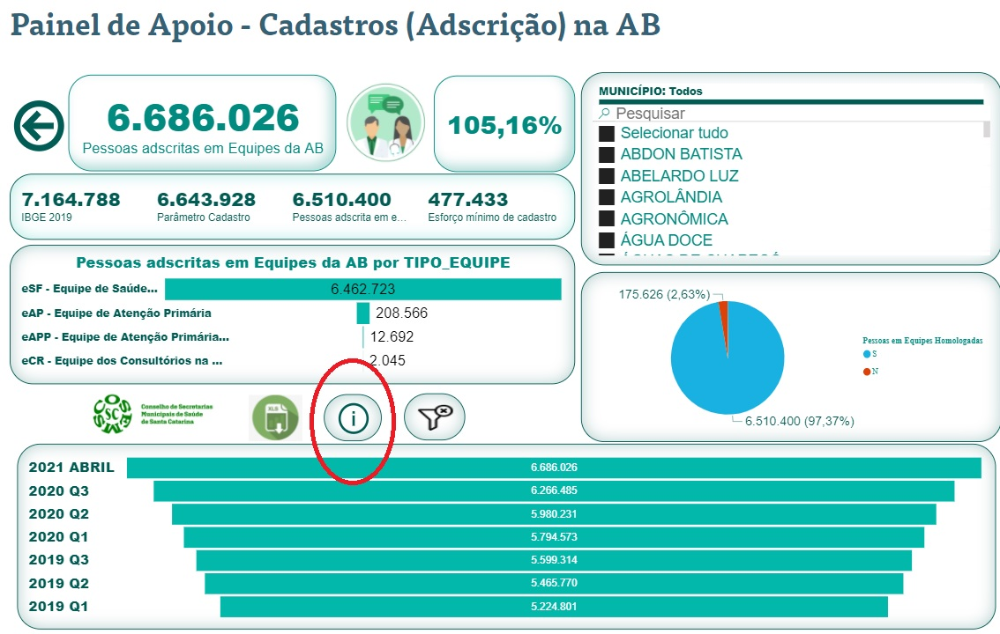 Painel de Apoio - Cadastros (Adscrição) na AB
6.686.026
Pessoas adscritas em Equipes da AB
105,16%
7.164.788
IBGE 2019
6.643.928
Parâmetro Cadastro
6.510.400
Pessoas adscrita em e...
477.433
Esforço mínimo de cadastro
MUNICÍPIO: Todos
Pesquisar
Selecionar tudo
ABDON BATISTA
ABELARDO LUZ
AGROLÂNDIA
AGRONÔMICA
ÁGUA DOCE
Pessoas adscritas em Equipes da AB por TIPO_EQUIPE
eSF - Equipe de Saúde... 6.462.723
eAP - Equipe de Atenção Primária 208.566
eAPP - Equipe de Atenção Primária... 12.692
eCR - Equipe dos Consultórios na ... 2.045
175.626 (2,63%)
6.510.400 (97,37%)
Pessoas em Equipes Homologadas
S
N
Conselho de Secretarias
Municipais de Saúde
de Santa Catarina
XLS
i
2021 ABRIL 6.686.026
2020 Q3 6.266.485
2020 Q2 5.980.231
2020 Q1 5.794.573
2019 Q3 5.599.314
2019 Q2 5.465.770
2019 Q1 5.224.801